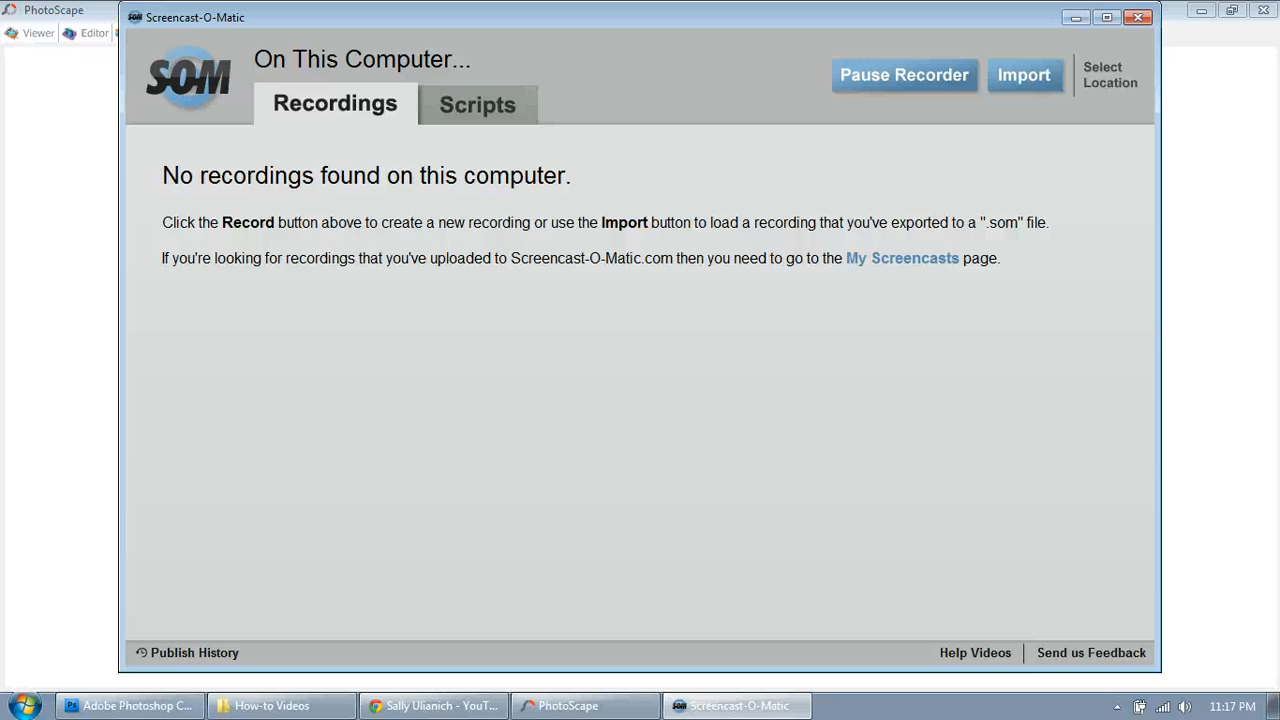 PhotoScape
Screencast-O-Matic
Viewer
Editor
SOM
On This Computer...
Pause Recorder
Import
Select
Location
Recordings
Scripts
No recordings found on this computer.
Click the Record button above to create a new recording or use the Import button to load a recording that you've exported to a ".som" file.
If you're looking for recordings that you've uploaded to Screencast-O-Matic.com then you need to go to the My Screencasts page.
Publish History
Help Videos
Send us Feedback
Ps
Adobe Photoshop C...
How-to Videos
Sally Ulianich - YouT...
PhotoScape
Screencast-O-Matic
11:17 PM